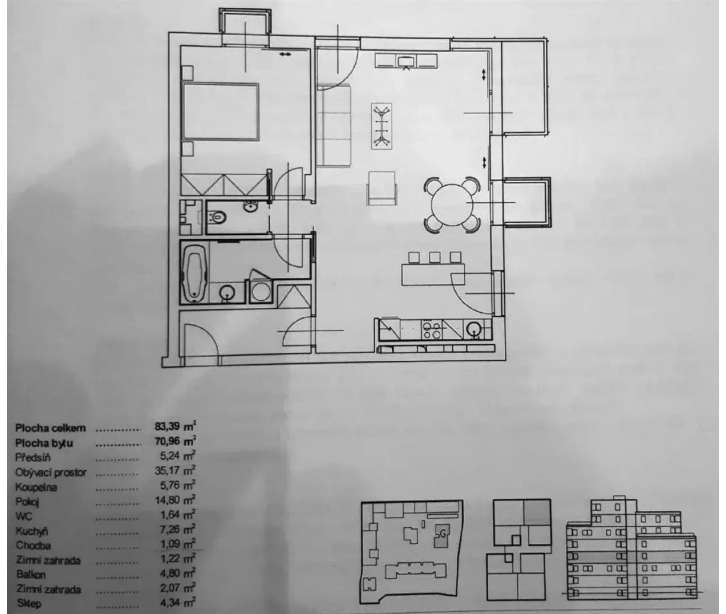 Plocha celkem ............ 83,39 m²
Plocha bytu ............ 70,96 m²
Předsíň ............ 5,24 m²
Obývací prostor ............ 35,17 m²
Koupelna ............ 5,76 m²
Pokoj ............ 14,80 m²
WC ............ 1,64 m²
Kuchyň ............ 7,26 m²
Chodba ............ 1,09 m²
Zimní zahrada ............ 1,22 m²
Balkon ............ 4,80 m²
Zimní zahrada ............ 2,07 m²
Sklep ............ 4,34 m²
G